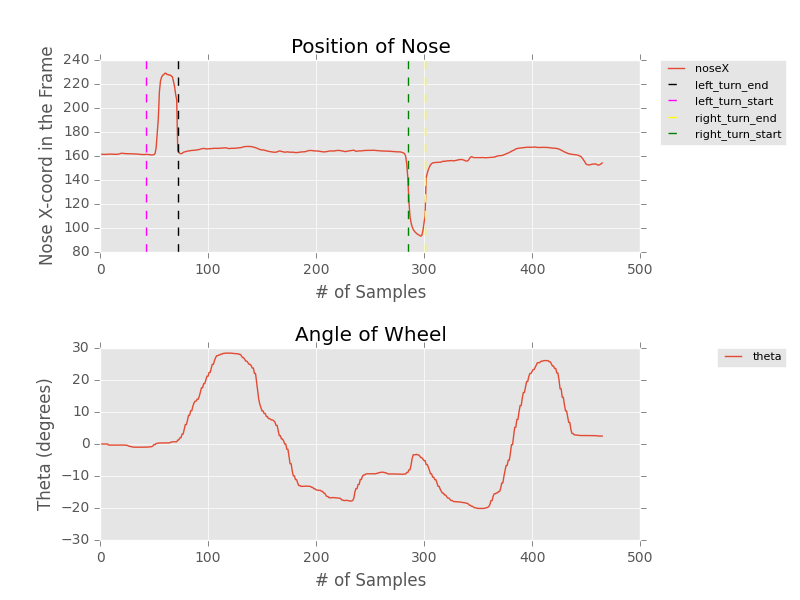 Position of Nose
Nose X-coord in the Frame
240
220
200
180
160
140
120
100
80
0 100 200 300 400 500
# of Samples
noseX
left_turn_end
left_turn_start
right_turn_end
right_turn_start
Angle of Wheel
Theta (degrees)
30
20
10
0
−10
−20
−30
0 100 200 300 400 500
# of Samples
theta